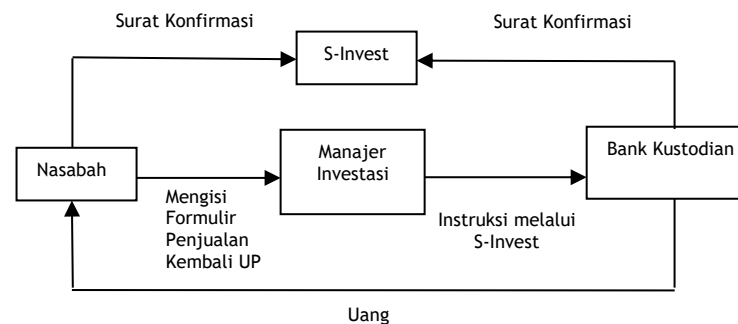 Surat Konfirmasi
Surat Konfirmasi
S-Invest
Nasabah
Manajer
Investasi
Bank Kustodian
Mengisi
Formulir
Penjualan
Kembali UP
Instruksi melalui
S-Invest
Uang